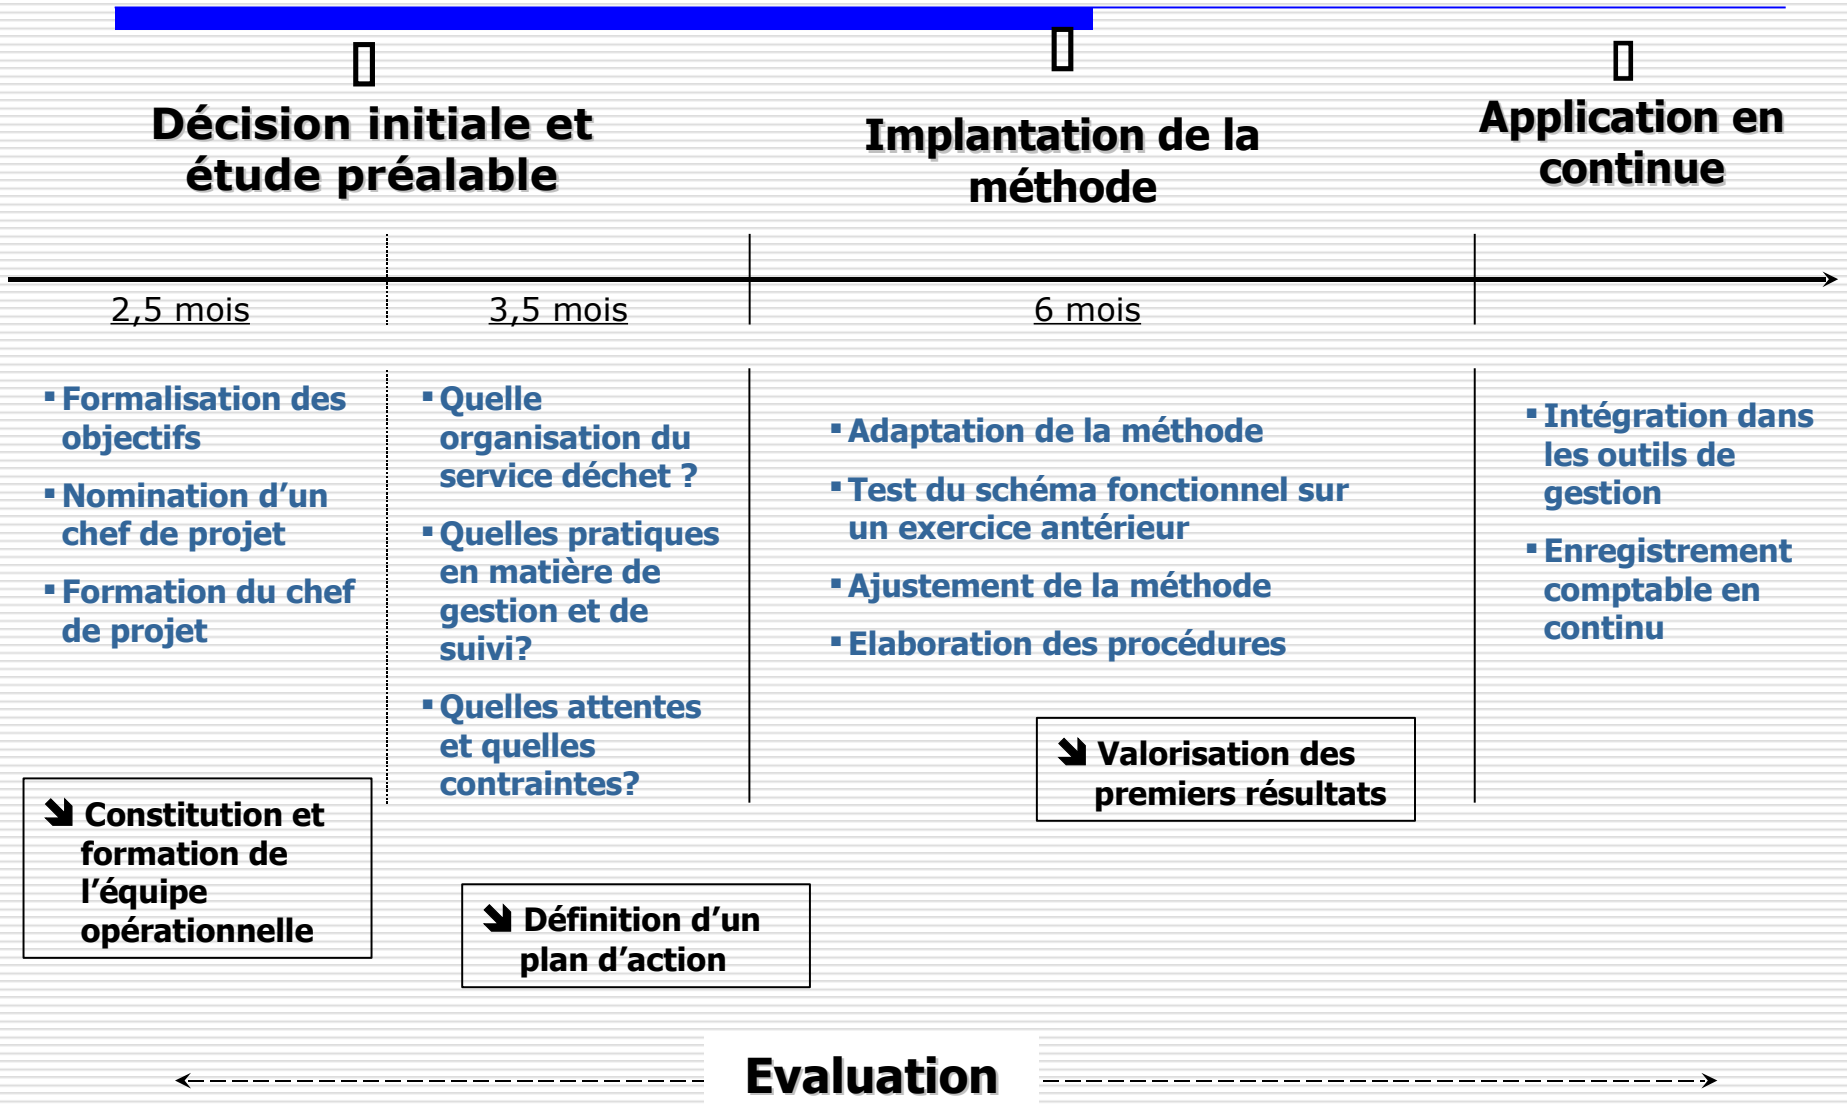 Décision initiale et
étude préalable
Implantation de la
méthode
Application en
continue
2,5 mois
3,5 mois
6 mois
▪Formalisation des
objectifs
▪Nomination d’un
chef de projet
▪Formation du chef
de projet
▪Quelle
organisation du
service déchet ?
▪Quelles pratiques
en matière de
gestion et de
suivi?
▪Quelles attentes
et quelles
contraintes?
▪Adaptation de la méthode
▪Test du schéma fonctionnel sur
un exercice antérieur
▪Ajustement de la méthode
▪Elaboration des procédures
▪Intégration dans
les outils de
gestion
▪Enregistrement
comptable en
continu
Constitution et
formation de
l’équipe
opérationnelle
Définition d’un
plan d’action
Valorisation des
premiers résultats
Evaluation